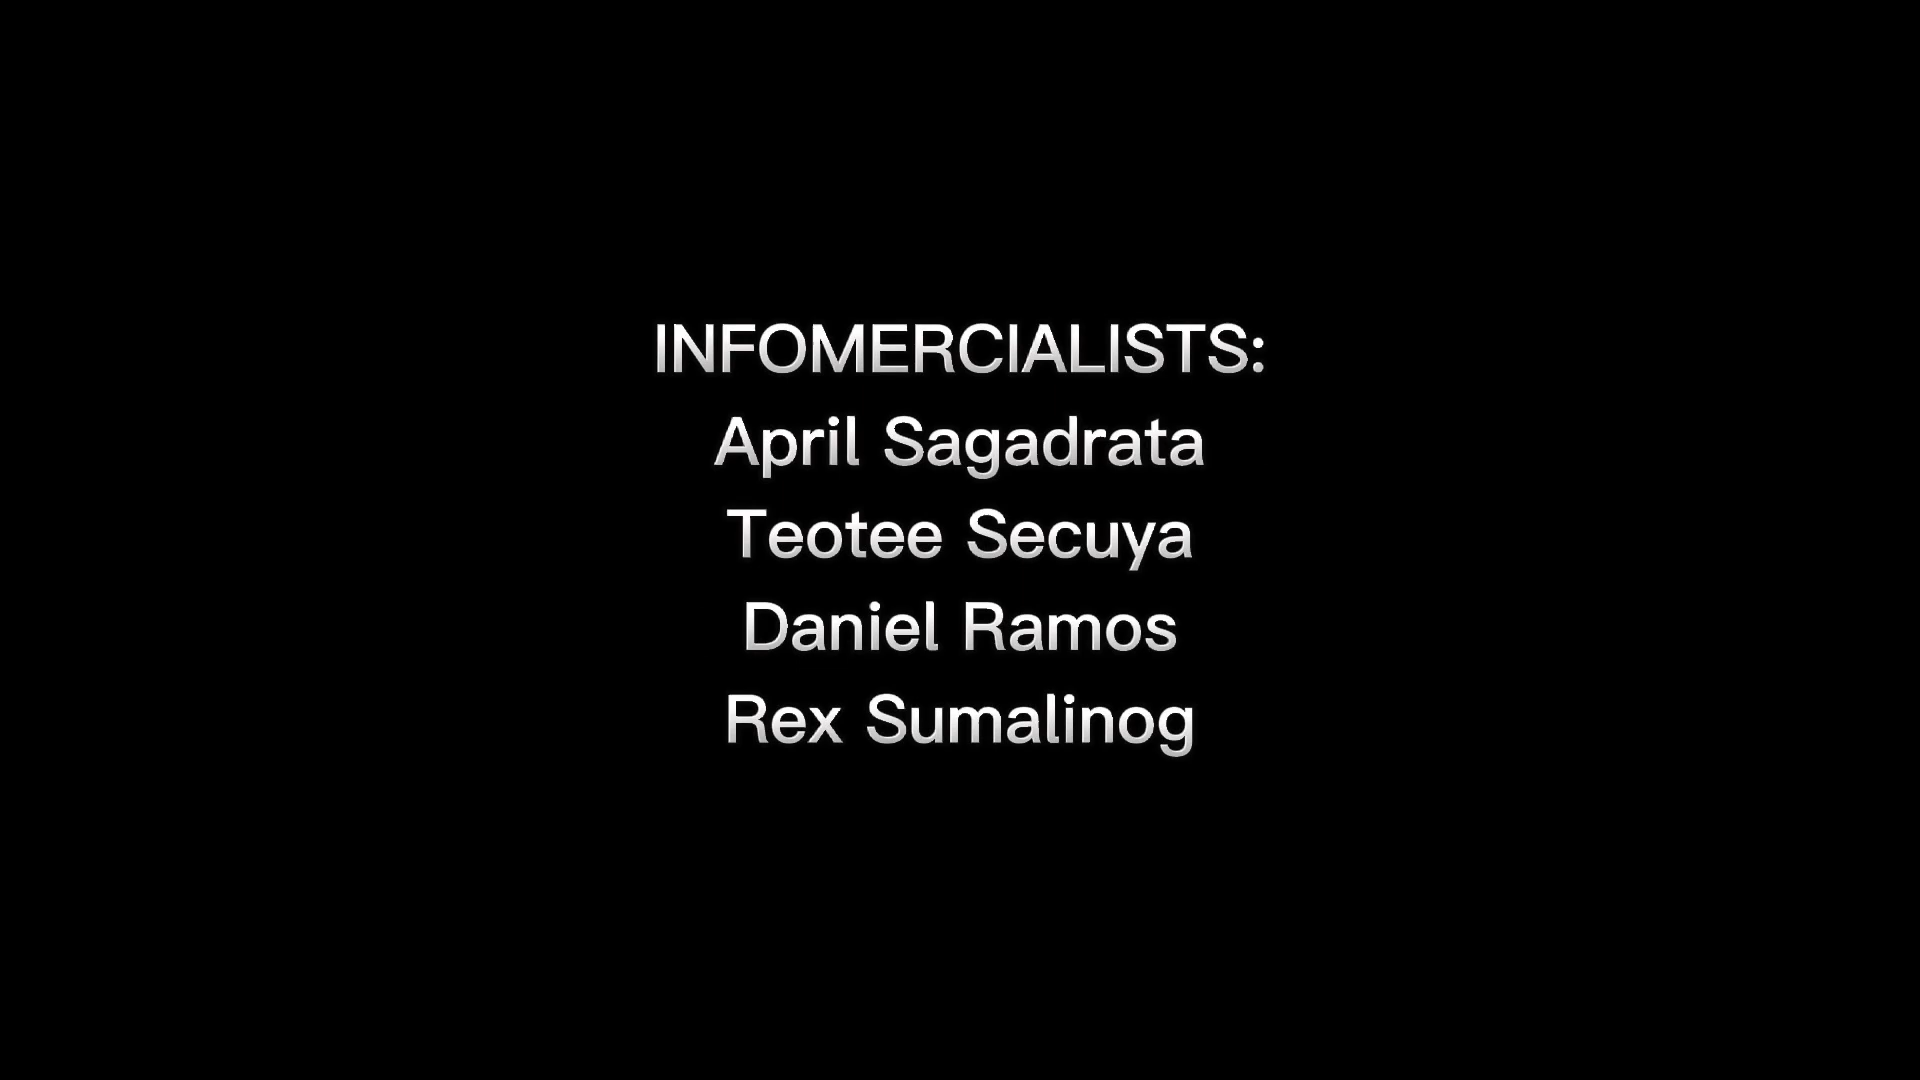 INFOMERCIALISTS:
April Sagadrata
Teotee Secuya
Daniel Ramos
Rex Sumalinog